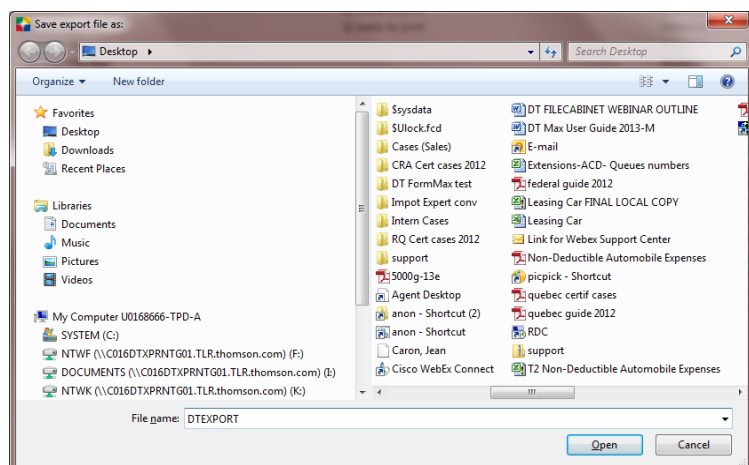 Save export file as:
Desktop
Search Desktop
Organize
New folder
Favorites
Desktop
Downloads
Recent Places
Libraries
Documents
Music
Pictures
Videos
My Computer U0168666-TPD-A
SYSTEM (C:)
NTWF (\\C016DTXPRNTG01.TLR.thomson.com) (F:)
DOCUMENTS (\\C016DTXPRNTG01.TLR.thomson.com) (I:)
NTWK (\\C016DTXPRNTG01.TLR.thomson.com) (K:)
$sysdata
$Ulock.fcd
Cases (Sales)
CRA Cert cases 2012
DT FormMax test
Impot Expert conv
Intern Cases
RQ Cert cases 2012
support
5000g-13e
Agent Desktop
anon - Shortcut (2)
anon - Shortcut
Caron, Jean
Cisco WebEx Connect
DT FILECABINET WEBINAR OUTLINE
DT Max User Guide 2013-M
E-mail
Extensions-ACD- Queues numbers
federal guide 2012
Leasing Car FINAL LOCAL COPY
Leasing Car
Link for Webex Support Center
Non-Deductible Automobile Expenses
picpick - Shortcut
quebec certif cases
quebec guide 2012
RDC
support
T2 Non-Deductible Automobile Expenses
File name: DTEXPORT
Open
Cancel